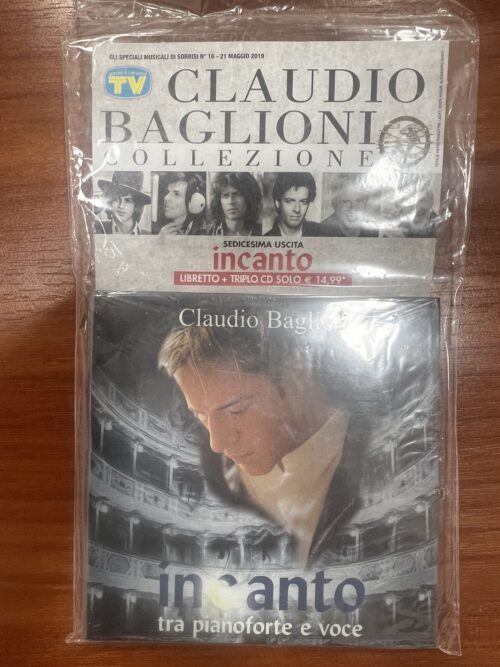 GLI SPECIALI MUSICALI DI SORRISI N° 16 - 21 MAGGIO 2019
TV
CLAUDIO
BAGLIONI
COLLEZIONE
SEDICESIMA USCITA
incanto
LIBRETTO + TRIPLO CD SOLO € 14,99*
Claudio
incanto
tra pianoforte e voce